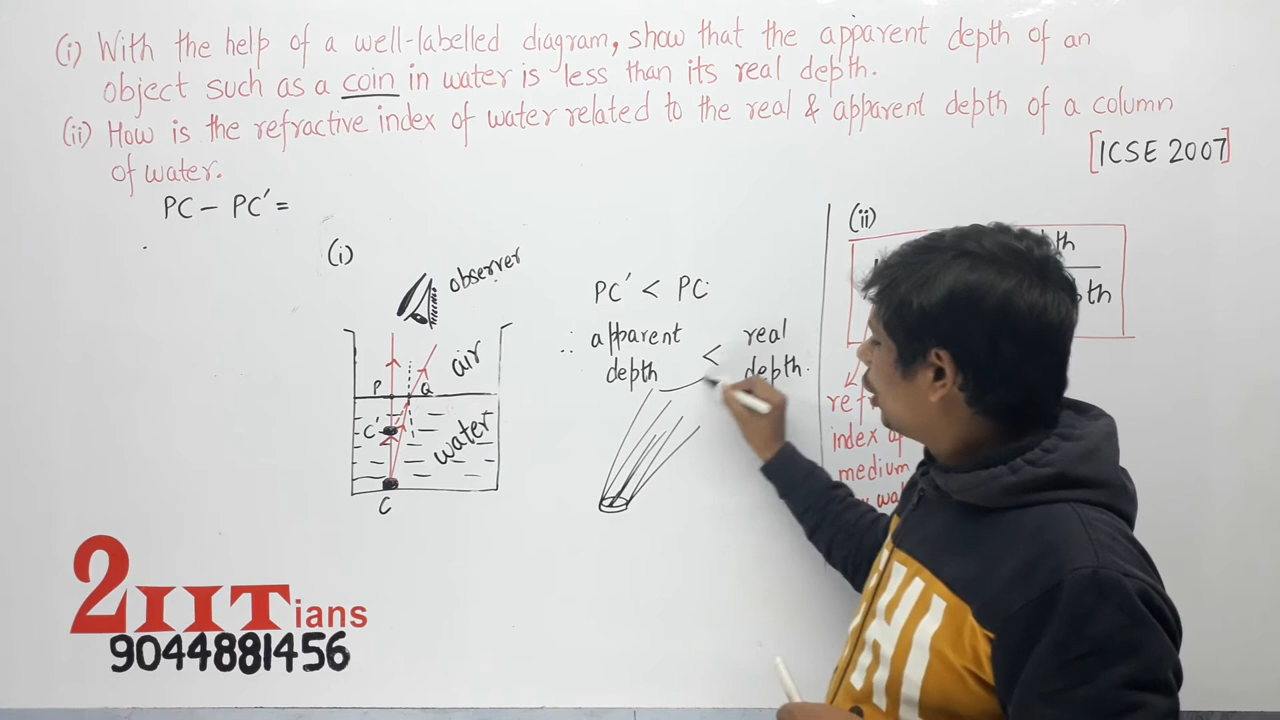 (i) With the help of a well-labelled diagram, show that the apparent depth of an
object such as a coin in water is less than its real depth.
(ii) How is the refractive index of water related to the real & apparent depth of a column
of water.
[ICSE 2007]
PC - PC' =
(i)
observer
air
P
Q
C'
water
C
PC' < PC
∴ apparent depth < real depth.
(ii)
index
medium
2IITians
9044881456